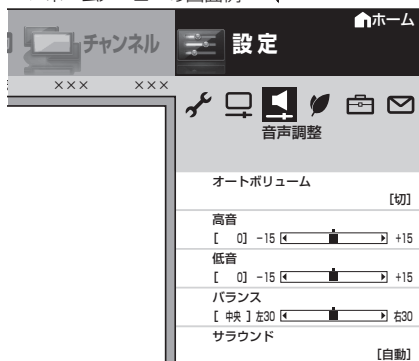 ホーム
チャンネル
設定
××× ×××
音声調整
オートボリューム
[切]
高音
[ 0] -15 +15
低音
[ 0] -15 +15
バランス
[ 中央 ] 左30 右30
サラウンド
[自動]